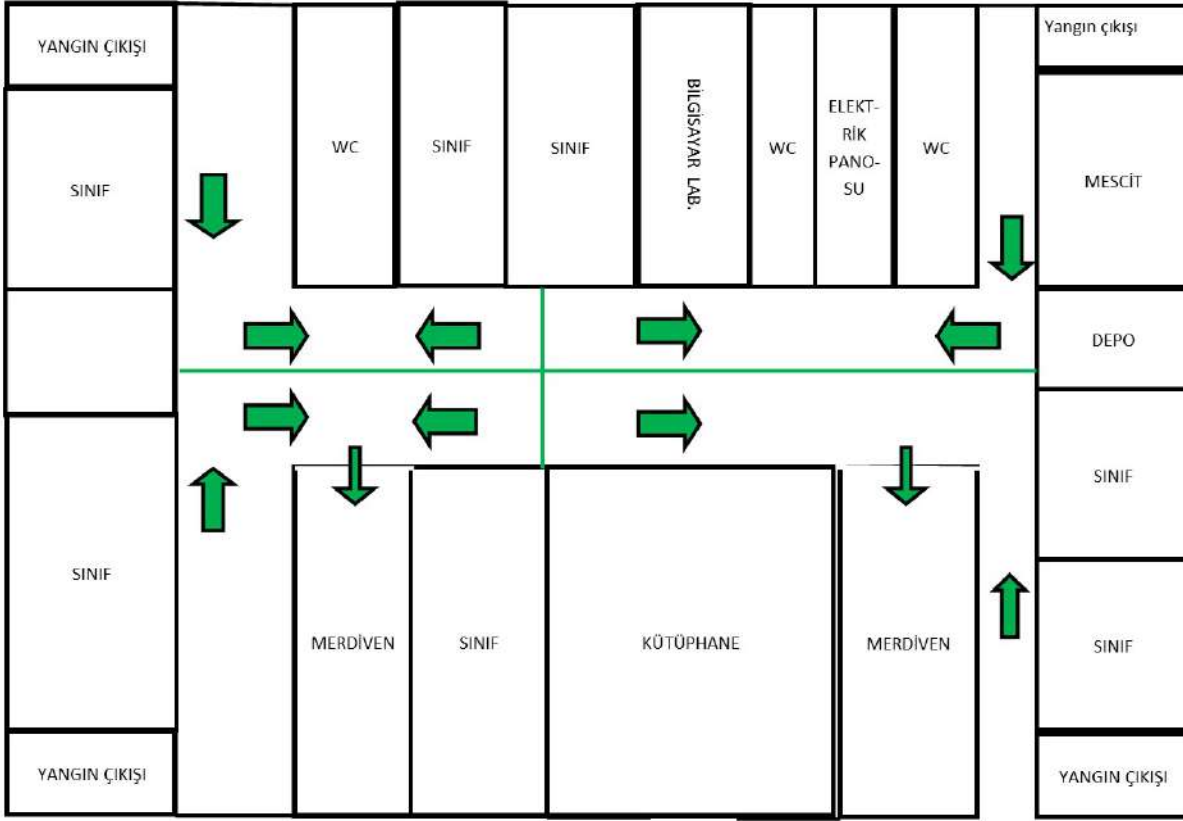 YANGIN ÇIKIŞI
SINIF
SINIF
YANGIN ÇIKIŞI
WC
SINIF
SINIF
BİLGİSAYAR LAB.
WC
ELEKT-
RİK
PANO-
SU
WC
Yangın çıkışı
MESCİT
DEPO
SINIF
SINIF
YANGIN ÇIKIŞI
MERDİVEN
SINIF
KÜTÜPHANE
MERDİVEN